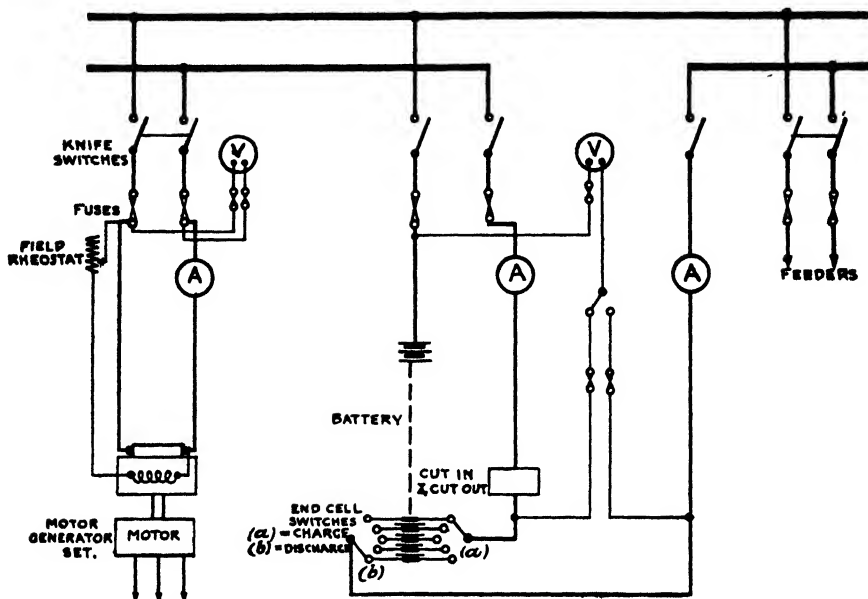 KNIFE
SWITCHES
V
V
FUSES
FIELD
RHEOSTAT
A
A
A
FEEDERS
BATTERY
CUT IN
& CUT OUT
END CELL
SWITCHES
(a) = CHARGE
(b) = DISCHARGE
(a)
(b)
MOTOR
GENERATOR
SET.
MOTOR